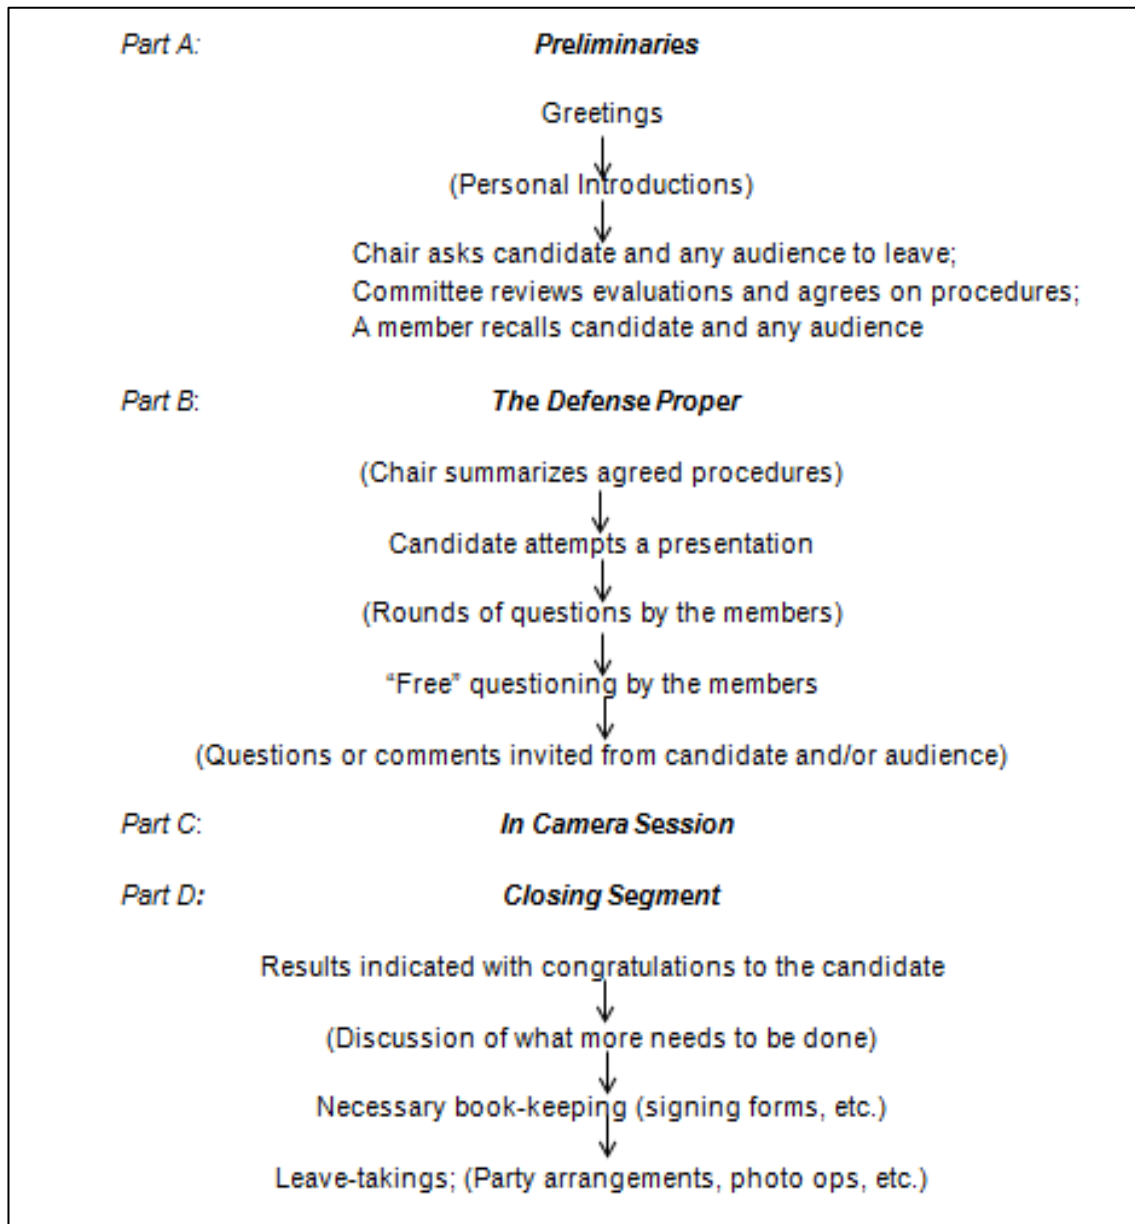 Part A: Preliminaries
Greetings
(Personal Introductions)
Chair asks candidate and any audience to leave;
Committee reviews evaluations and agrees on procedures;
A member recalls candidate and any audience
Part B: The Defense Proper
(Chair summarizes agreed procedures)
Candidate attempts a presentation
(Rounds of questions by the members)
“Free” questioning by the members
(Questions or comments invited from candidate and/or audience)
Part C: In Camera Session
Part D: Closing Segment
Results indicated with congratulations to the candidate
(Discussion of what more needs to be done)
Necessary book-keeping (signing forms, etc.)
Leave-takings; (Party arrangements, photo ops, etc.)